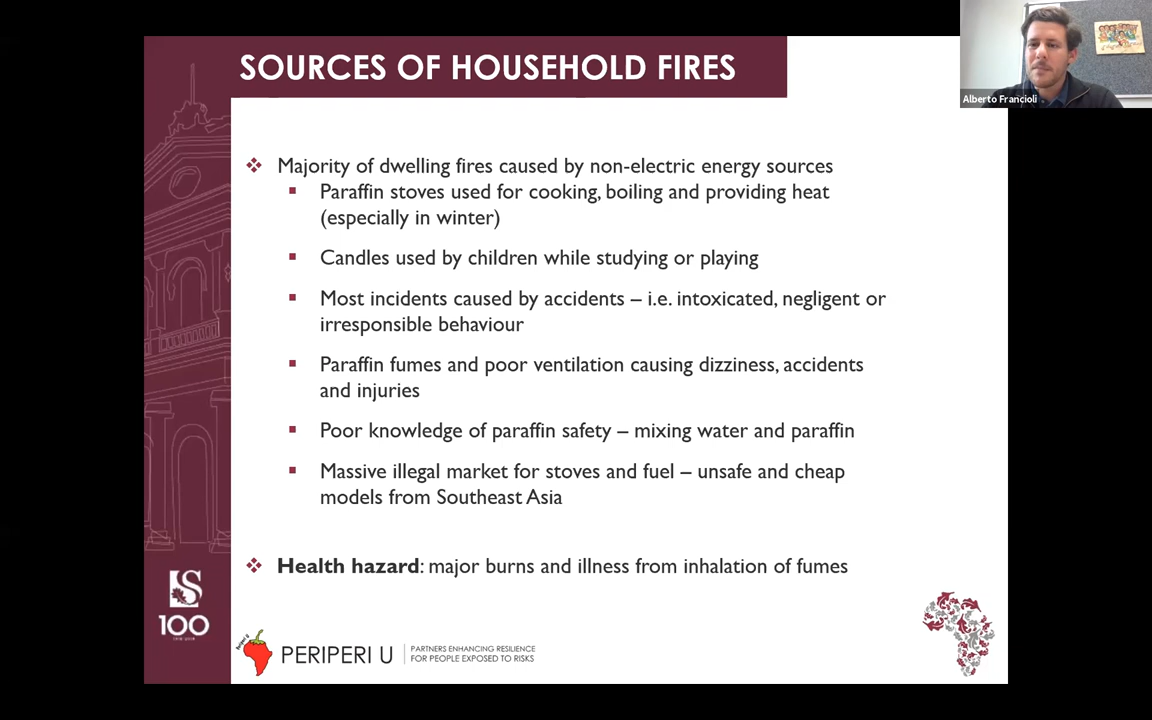 SOURCES OF HOUSEHOLD FIRES
Alberto Francioli
Majority of dwelling fires caused by non-electric energy sources
Paraffin stoves used for cooking, boiling and providing heat
(especially in winter)
Candles used by children while studying or playing
Most incidents caused by accidents – i.e. intoxicated, negligent or
irresponsible behaviour
Paraffin fumes and poor ventilation causing dizziness, accidents
and injuries
Poor knowledge of paraffin safety – mixing water and paraffin
Massive illegal market for stoves and fuel – unsafe and cheap
models from Southeast Asia
Health hazard: major burns and illness from inhalation of fumes
100
PERIPERI U
PARTNERS ENHANCING RESILIENCE
FOR PEOPLE EXPOSED TO RISKS